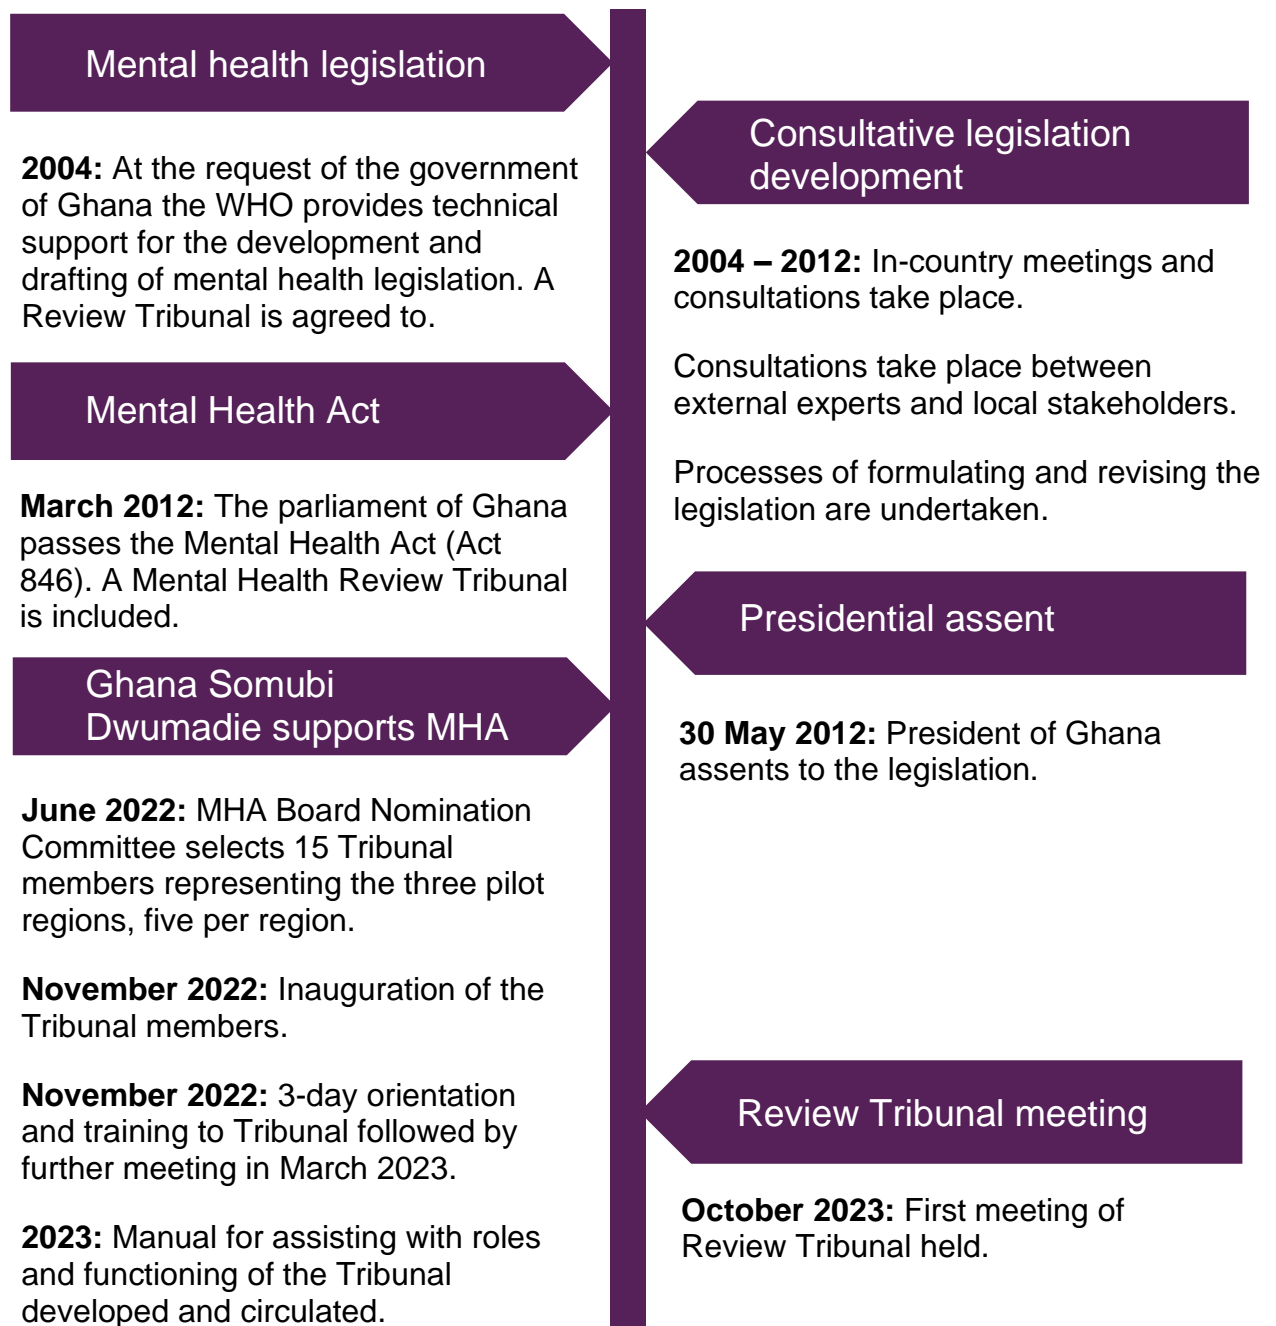 Mental health legislation
2004: At the request of the government
of Ghana the WHO provides technical
support for the development and
drafting of mental health legislation. A
Review Tribunal is agreed to.
Consultative legislation
development
2004 – 2012: In-country meetings and
consultations take place.
Consultations take place between
external experts and local stakeholders.
Processes of formulating and revising the
legislation are undertaken.
Mental Health Act
March 2012: The parliament of Ghana
passes the Mental Health Act (Act
846). A Mental Health Review Tribunal
is included.
Presidential assent
30 May 2012: President of Ghana
assents to the legislation.
Ghana Somubi
Dwumadie supports MHA
June 2022: MHA Board Nomination
Committee selects 15 Tribunal
members representing the three pilot
regions, five per region.
November 2022: Inauguration of the
Tribunal members.
November 2022: 3-day orientation
and training to Tribunal followed by
further meeting in March 2023.
2023: Manual for assisting with roles
and functioning of the Tribunal
developed and circulated.
Review Tribunal meeting
October 2023: First meeting of
Review Tribunal held.